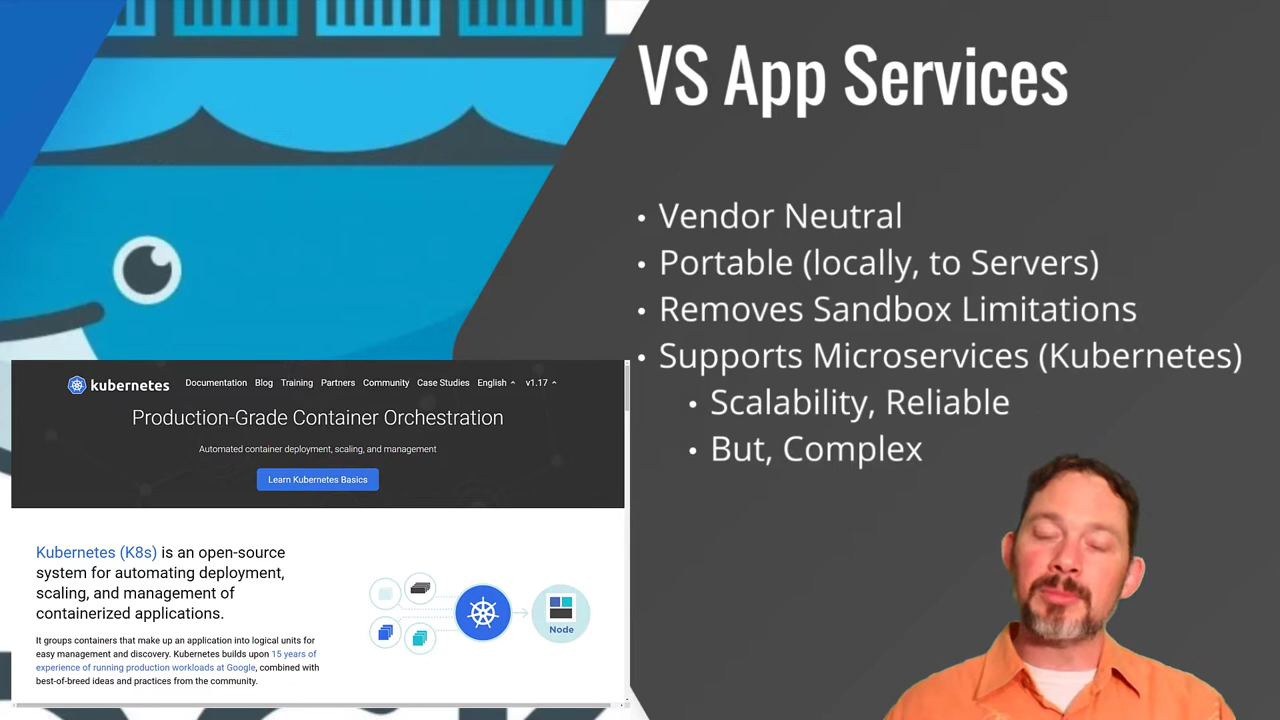 VS App Services
• Vendor Neutral
• Portable (locally, to Servers)
• Removes Sandbox Limitations
• Supports Microservices (Kubernetes)
• Scalability, Reliable
• But, Complex
kubernetes Documentation Blog Training Partners Community Case Studies English v1.17
Production-Grade Container Orchestration
Automated container deployment, scaling, and management
Learn Kubernetes Basics
Kubernetes (K8s) is an open-source
system for automating deployment,
scaling, and management of
containerized applications.
It groups containers that make up an application into logical units for
easy management and discovery. Kubernetes builds upon 15 years of
experience of running production workloads at Google, combined with
best-of-breed ideas and practices from the community.
Node